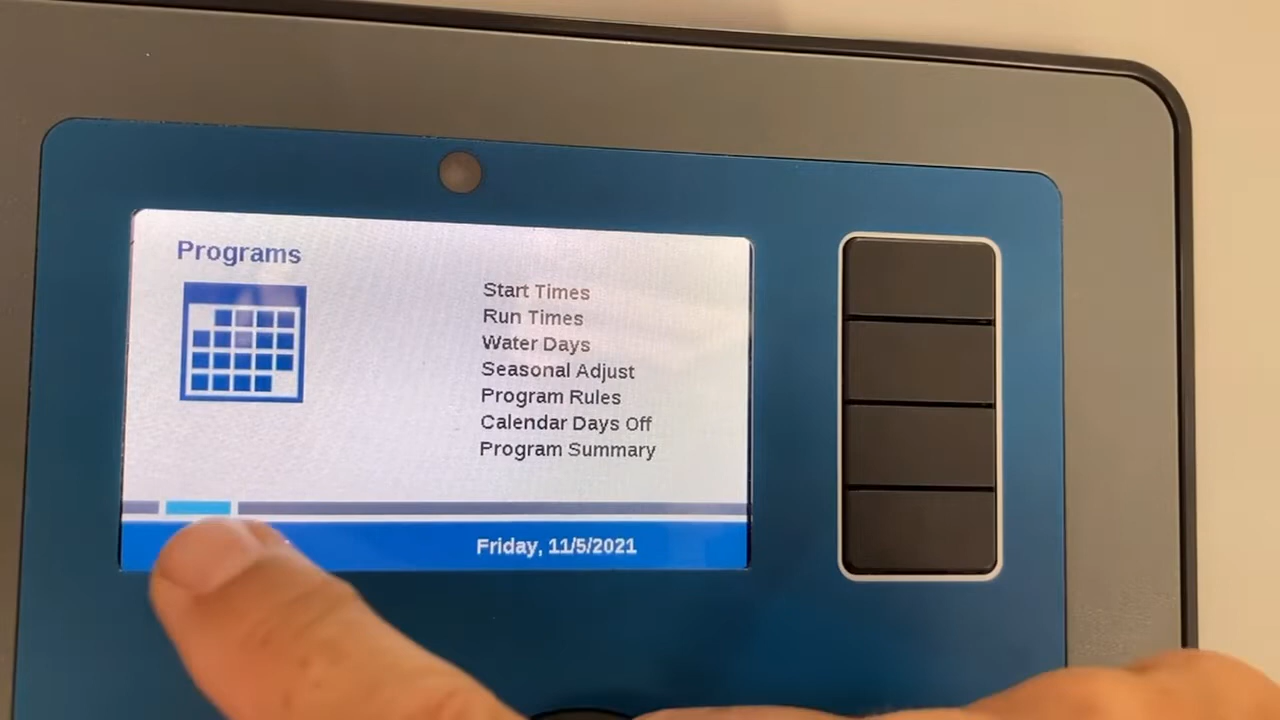 Programs
Start Times
Run Times
Water Days
Seasonal Adjust
Program Rules
Calendar Days Off
Program Summary
Friday, 11/5/2021